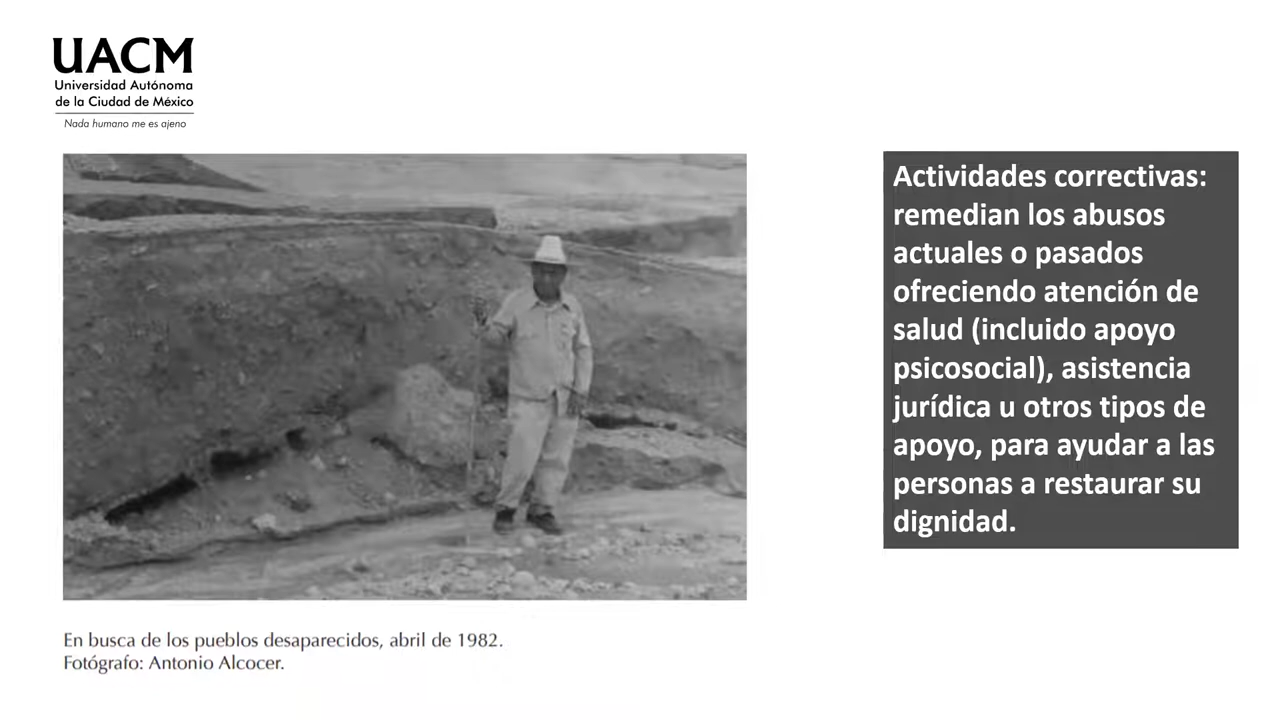 UACM
Universidad Autónoma
de la Ciudad de México
Nada humano me es ajeno
Actividades correctivas:
remedian los abusos
actuales o pasados
ofreciendo atención de
salud (incluido apoyo
psicosocial), asistencia
jurídica u otros tipos de
apoyo, para ayudar a las
personas a restaurar su
dignidad.
En busca de los pueblos desaparecidos, abril de 1982.
Fotógrafo: Antonio Alcocer.